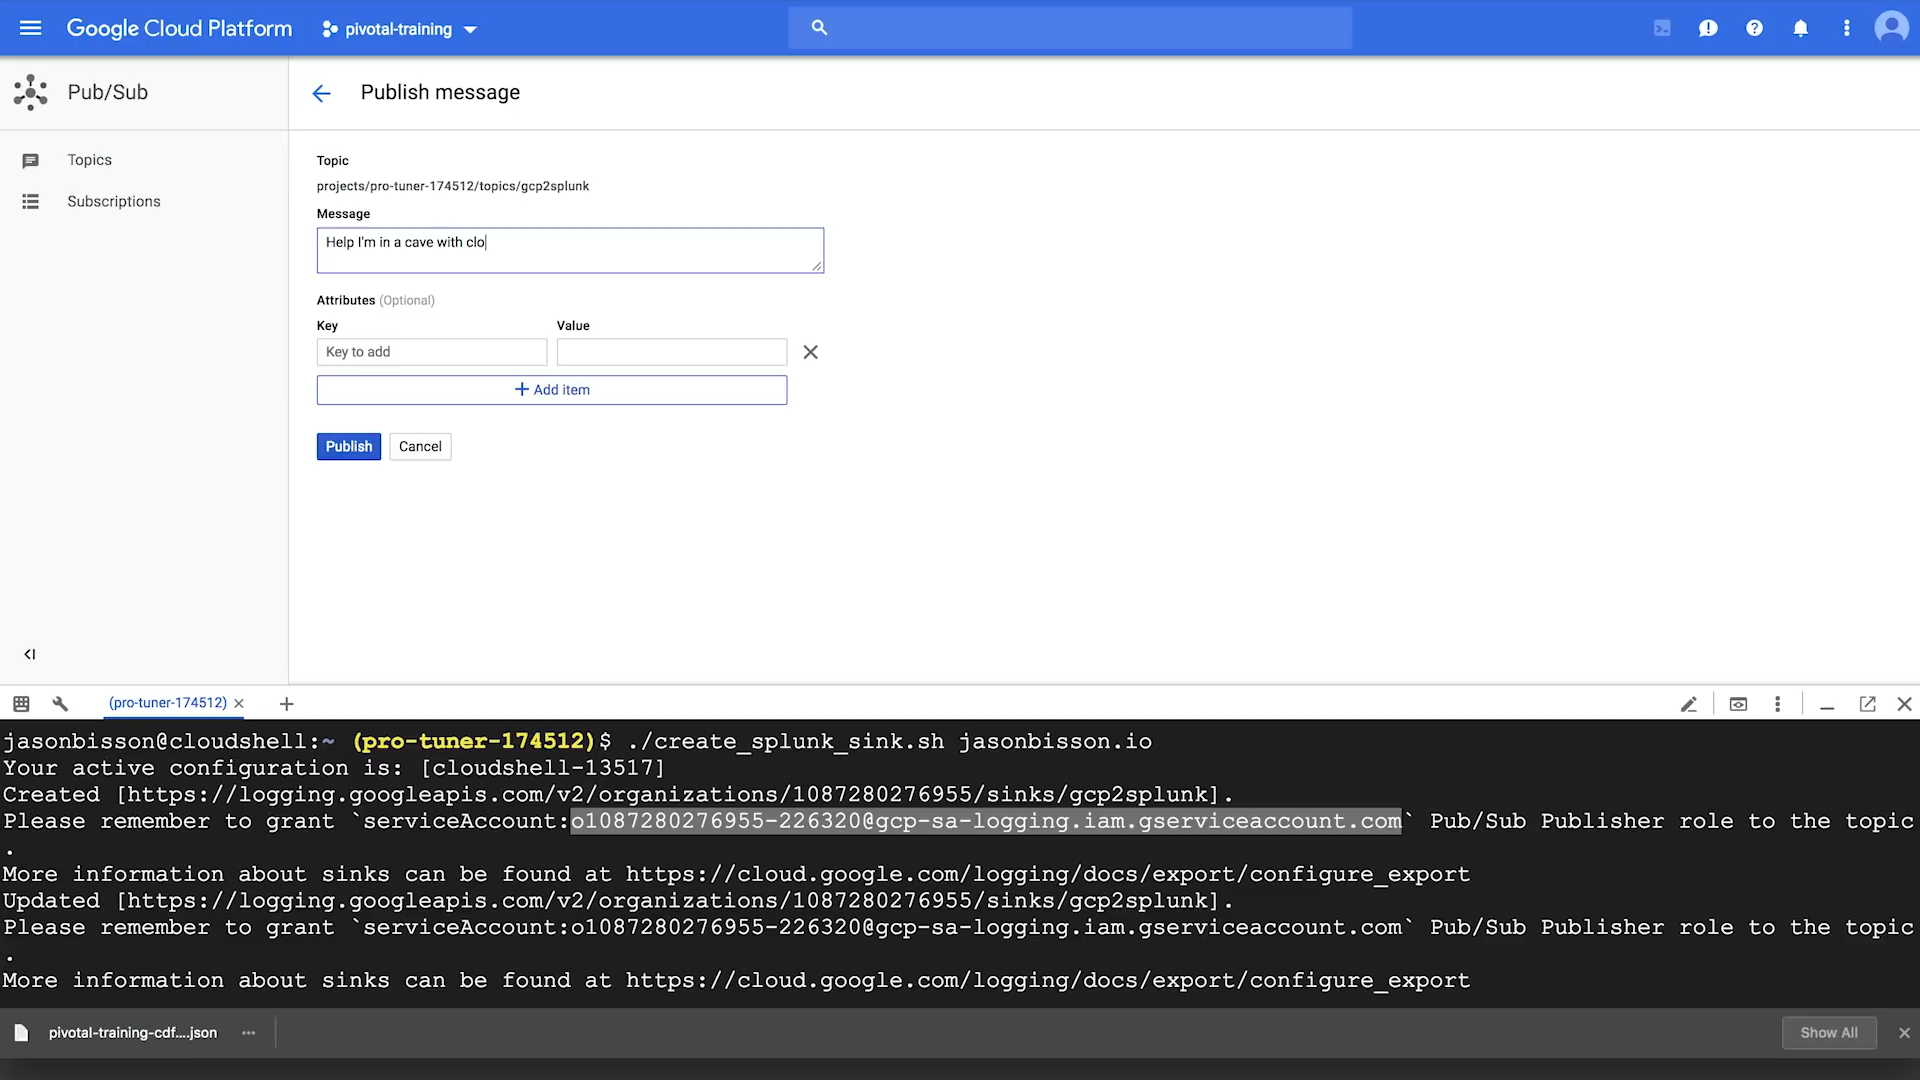 Google Cloud Platform
pivotal-training
Pub/Sub
Publish message
Topics
Subscriptions
Topic
projects/pro-tuner-174512/topics/gcp2splunk
Message
Help I'm in a cave with clo
Attributes (Optional)
Key Value
Key to add
Add item
Publish Cancel
(pro-tuner-174512)
jasonbisson@cloudshell:~ (pro-tuner-174512)$ ./create_splunk_sink.sh jasonbisson.io
Your active configuration is: [cloudshell-13517]
Created [https://logging.googleapis.com/v2/organizations/1087280276955/sinks/gcp2splunk].
Please remember to grant `serviceAccount:o1087280276955-226320@gcp-sa-logging.iam.gserviceaccount.com` Pub/Sub Publisher role to the topic
.
More information about sinks can be found at https://cloud.google.com/logging/docs/export/configure_export
Updated [https://logging.googleapis.com/v2/organizations/1087280276955/sinks/gcp2splunk].
Please remember to grant `serviceAccount:o1087280276955-226320@gcp-sa-logging.iam.gserviceaccount.com` Pub/Sub Publisher role to the topic
.
More information about sinks can be found at https://cloud.google.com/logging/docs/export/configure_export
pivotal-training-cdf....json
Show All